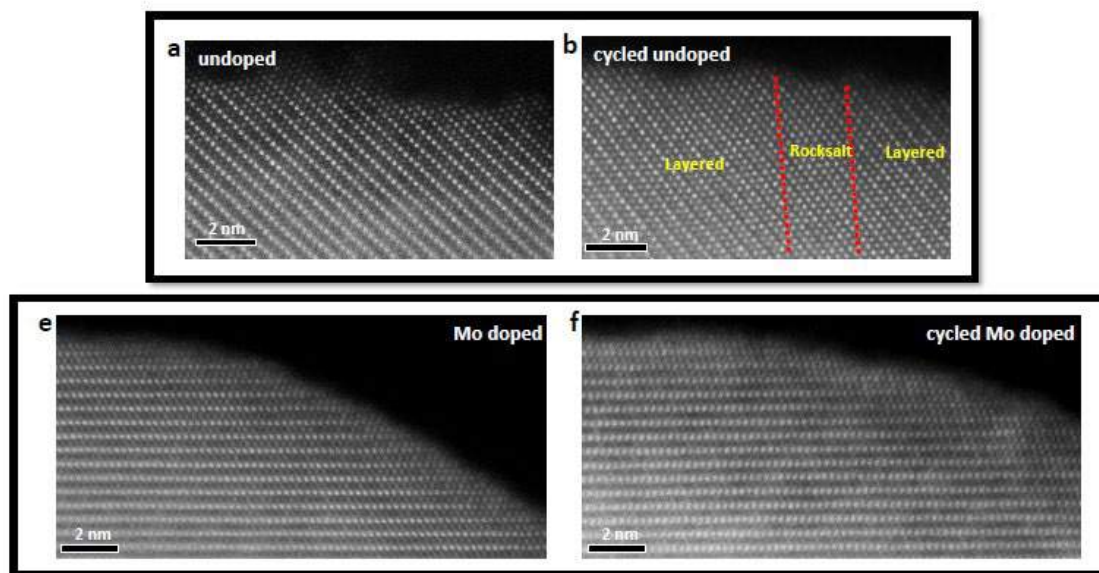 a
undoped
2 nm
b
cycled undoped
Layered
Rocksalt
Layered
2 nm
e
Mo doped
2 nm
f
cycled Mo doped
2 nm